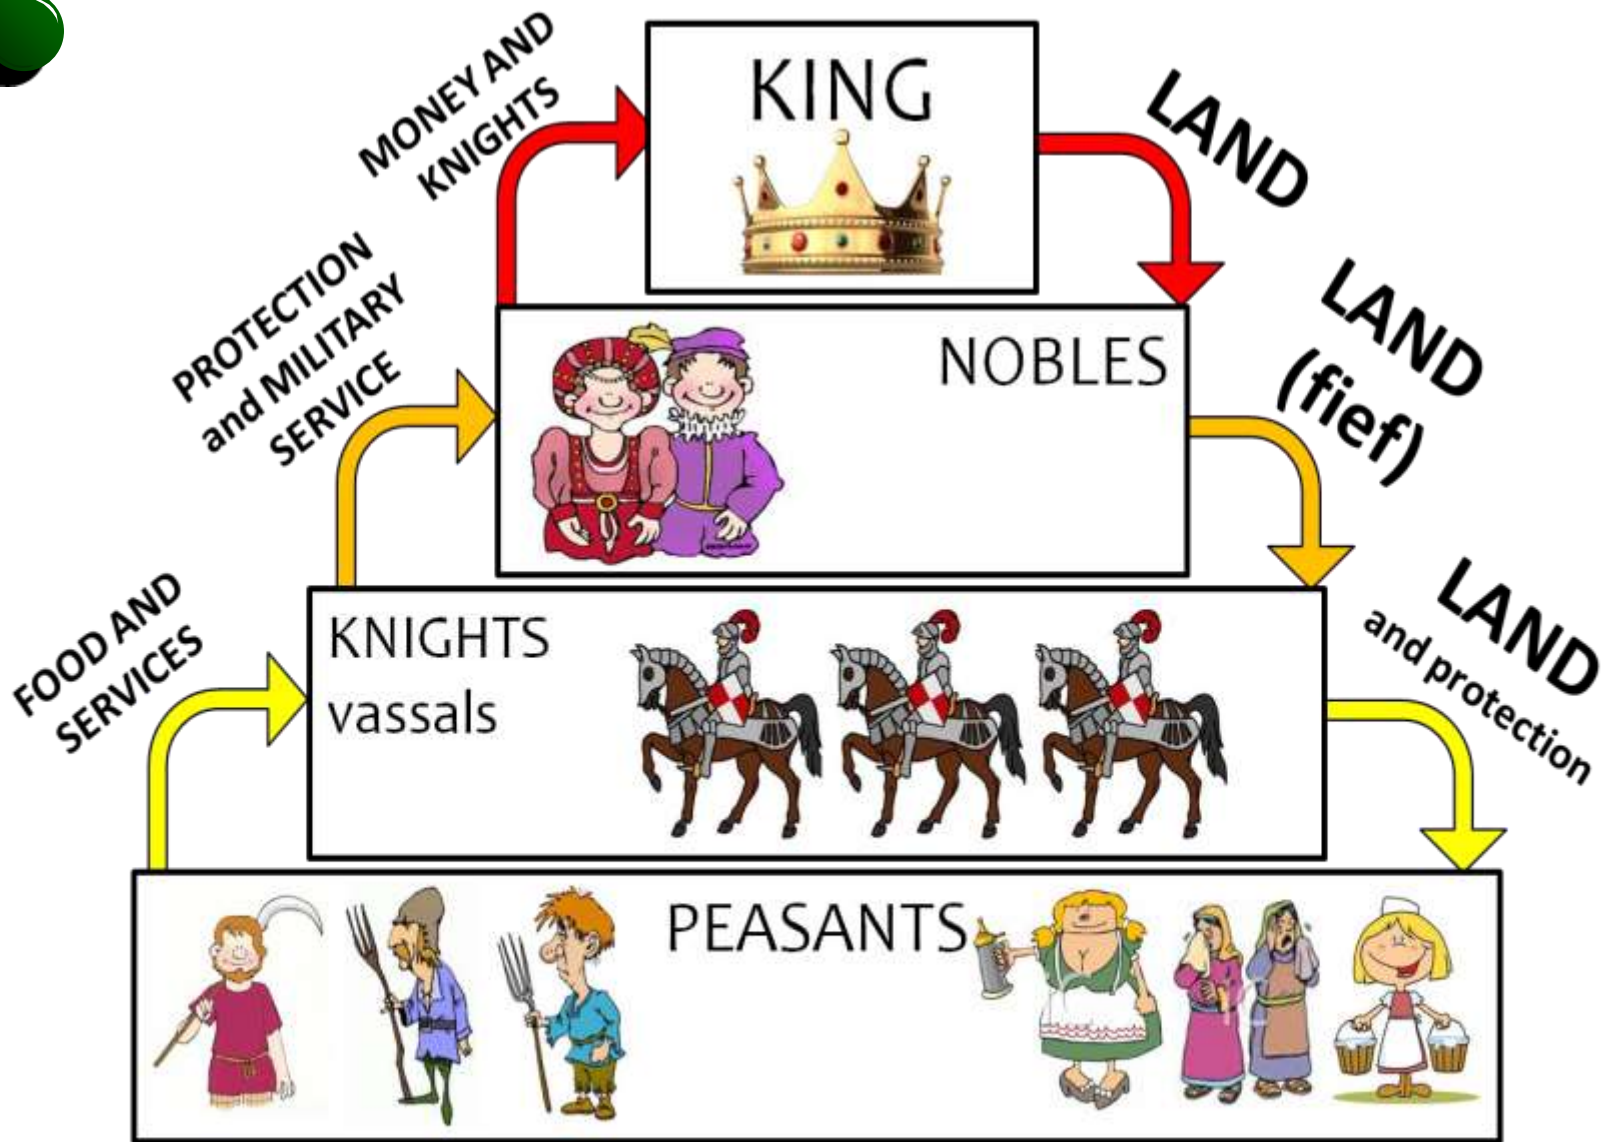 MONEY AND
KNIGHTS
KING
LAND
PROTECTION
and MILITARY
SERVICE
NOBLES
LAND
(fief)
FOOD AND
SERVICES
KNIGHTS
vassals
LAND
and protection
PEASANTS